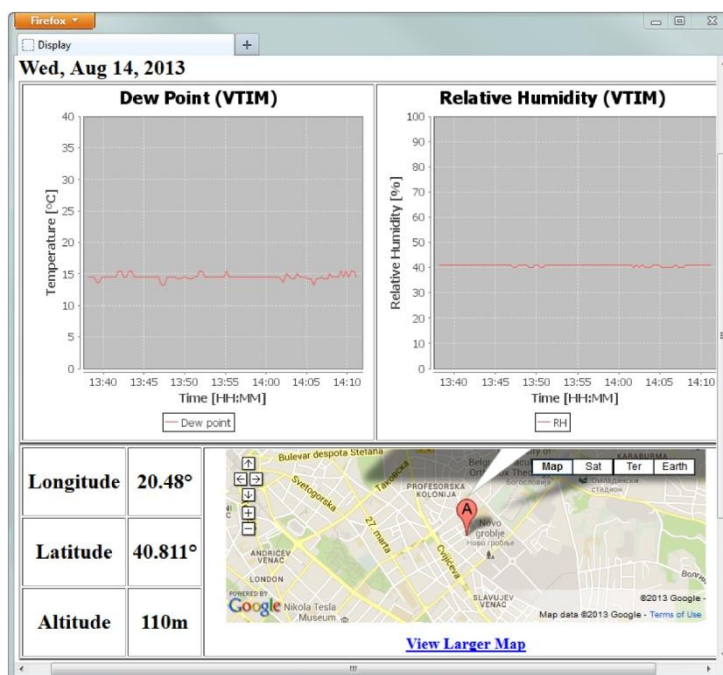 Firefox
Display
Wed, Aug 14, 2013
Dew Point (VTIM)
40
35
30
25
20
15
10
5
0
Temperature [°C]
13:40 13:45 13:50 13:55 14:00 14:05 14:10
Time [HH:MM]
Dew point
Relative Humidity (VTIM)
100
90
80
70
60
50
40
30
20
10
0
Relative Humidity [%]
13:40 13:45 13:50 13:55 14:00 14:05 14:10
Time [HH:MM]
RH
Longitude 20.48°
Latitude 40.811°
Altitude 110m
Bulevar despota Stefana
Takovska
Svetogorska
27. marta
Cvijićeva
PROFESORSKA
KOLONIJA
of
KARABURMA
Map Sat Ter Earth
Богословија
Омладински
стадион
A
Novo
groblje
Ново гробље
ANDRIĆEV
VENAC
LONDON
SLAVUJEV
VENAC
POWERED BY
Google
Nikola Tesla
Museum
©2013 Google -
Map data ©2013 Google - Terms of Use
View Larger Map